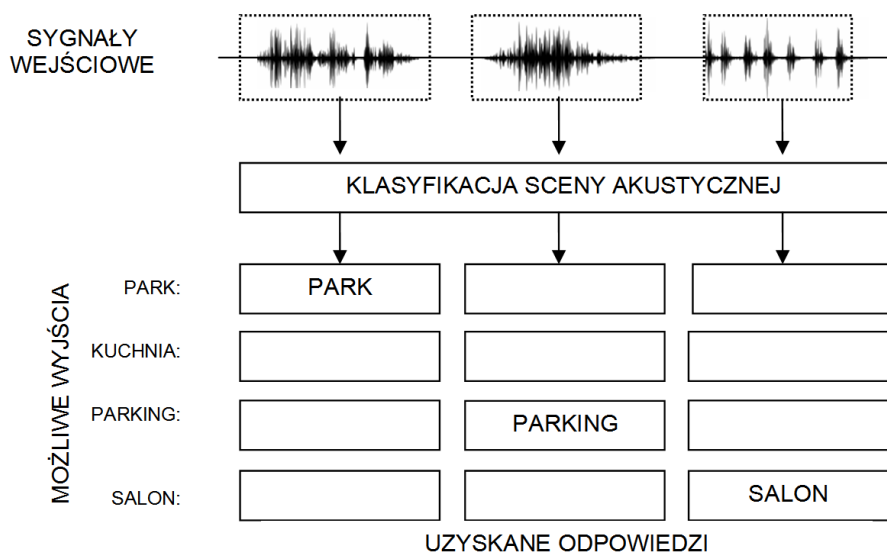 SYGNAŁY
WEJŚCIOWE
KLASYFIKACJA SCENY AKUSTYCZNEJ
MOŻLIWE WYJŚCIA
PARK:
PARK
KUCHNIA:
PARKING:
PARKING
SALON:
SALON
UZYSKANE ODPOWIEDZI